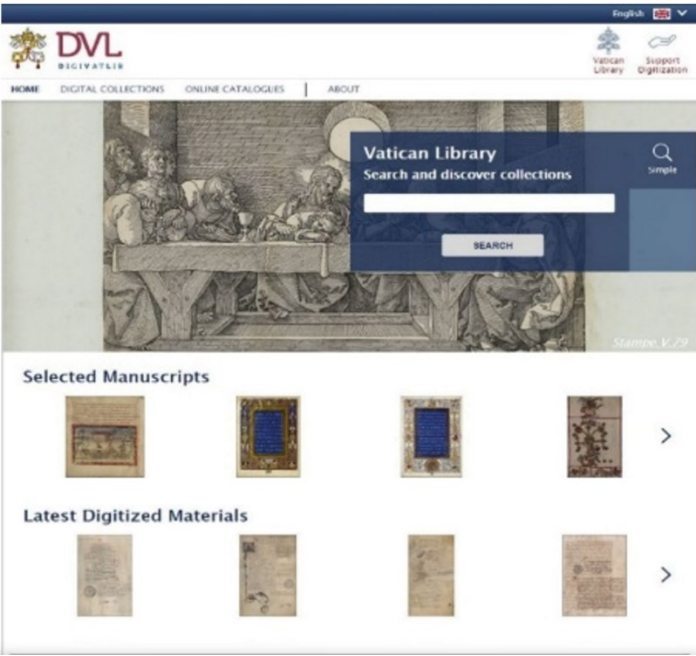 English
DVL
DIGIVATLIB
Vatican
Library
Support
Digitization
HOME
DIGITAL COLLECTIONS
ONLINE CATALOGUES
ABOUT
Vatican Library
Search and discover collections
Simple
SEARCH
Stampe.V.79
Selected Manuscripts
Latest Digitized Materials